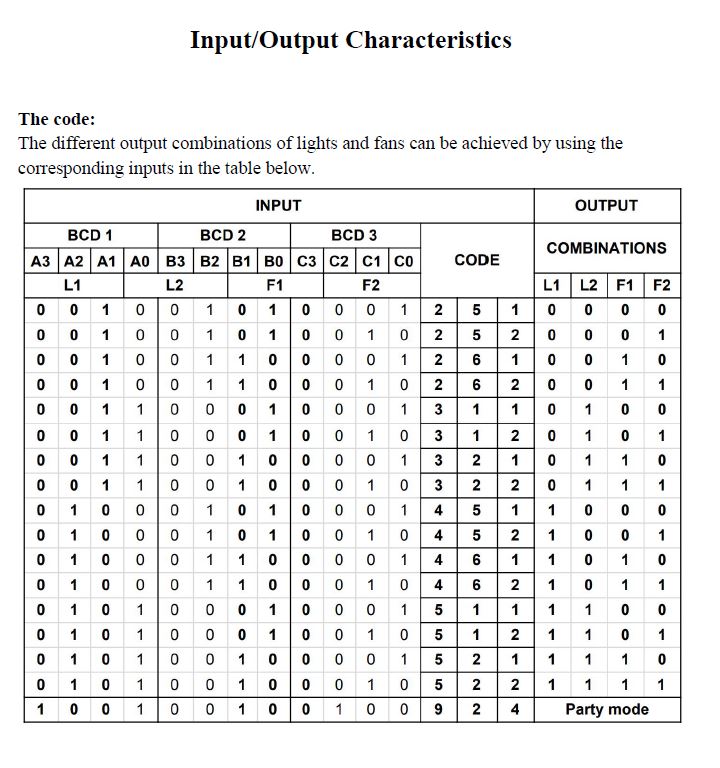 Input/Output Characteristics
The code:
The different output combinations of lights and fans can be achieved by using the
corresponding inputs in the table below.
INPUT OUTPUT
BCD 1 BCD 2 BCD 3 CODE COMBINATIONS
A3 A2 A1 A0 B3 B2 B1 B0 C3 C2 C1 C0
L1 L2 F1 F2 L1 L2 F1 F2
0 0 1 0 0 1 0 1 0 0 0 1 2 5 1 0 0 0 0
0 0 1 0 0 1 0 1 0 0 1 0 2 5 2 0 0 0 1
0 0 1 0 0 1 1 0 0 0 0 1 2 6 1 0 0 1 0
0 0 1 0 0 1 1 0 0 0 1 0 2 6 2 0 0 1 1
0 0 1 1 0 0 0 1 0 0 0 1 3 1 1 0 1 0 0
0 0 1 1 0 0 0 1 0 0 1 0 3 1 2 0 1 0 1
0 0 1 1 0 0 1 0 0 0 0 1 3 2 1 0 1 1 0
0 0 1 1 0 0 1 0 0 0 1 0 3 2 2 0 1 1 1
0 1 0 0 0 1 0 1 0 0 0 1 4 5 1 1 0 0 0
0 1 0 0 0 1 0 1 0 0 1 0 4 5 2 1 0 0 1
0 1 0 0 0 1 1 0 0 0 0 1 4 6 1 1 0 1 0
0 1 0 0 0 1 1 0 0 0 1 0 4 6 2 1 0 1 1
0 1 0 1 0 0 0 1 0 0 0 1 5 1 1 1 1 0 0
0 1 0 1 0 0 0 1 0 0 1 0 5 1 2 1 1 0 1
0 1 0 1 0 0 1 0 0 0 0 1 5 2 1 1 1 1 0
0 1 0 1 0 0 1 0 0 0 1 0 5 2 2 1 1 1 1
1 0 0 1 0 0 1 0 0 1 0 0 9 2 4 Party mode